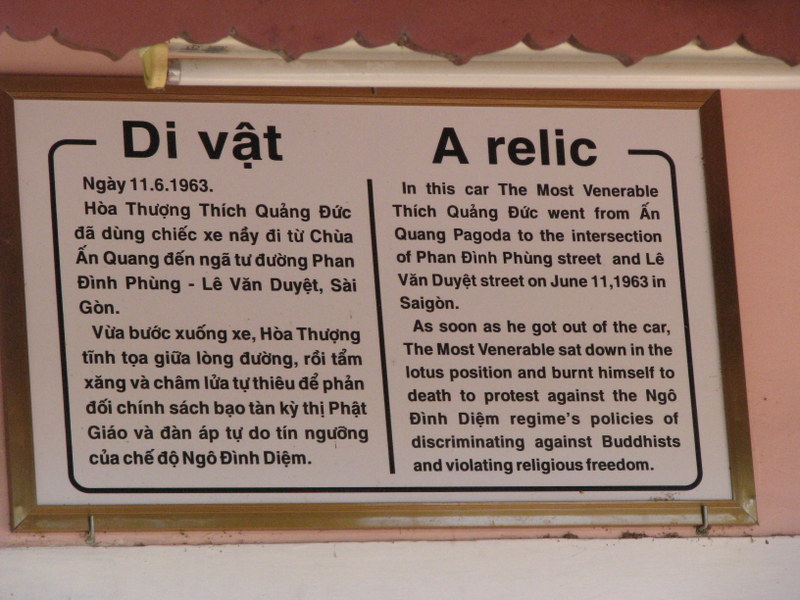 Di vật
Ngày 11.6.1963.
Hòa Thượng Thích Quảng Đức
đã dùng chiếc xe nầy đi từ Chùa
Ấn Quang đến ngã tư đường Phan
Đình Phùng - Lê Văn Duyệt, Sài
Gòn.
Vừa bước xuống xe, Hòa Thượng
tĩnh tọa giữa lòng đường, rồi tẩm
xăng và châm lửa tự thiêu để phản
đối chính sách bạo tàn kỳ thị Phật
Giáo và đàn áp tự do tín ngưỡng
của chế độ Ngô Đình Diệm.
A relic
In this car The Most Venerable
Thích Quảng Đức went from Ấn
Quang Pagoda to the intersection
of Phan Đình Phùng street and Lê
Văn Duyệt street on June 11,1963 in
Saigòn.
As soon as he got out of the car,
The Most Venerable sat down in the
lotus position and burnt himself to
death to protest against the Ngô
Đình Diệm regime's policies of
discriminating against Buddhists
and violating religious freedom.